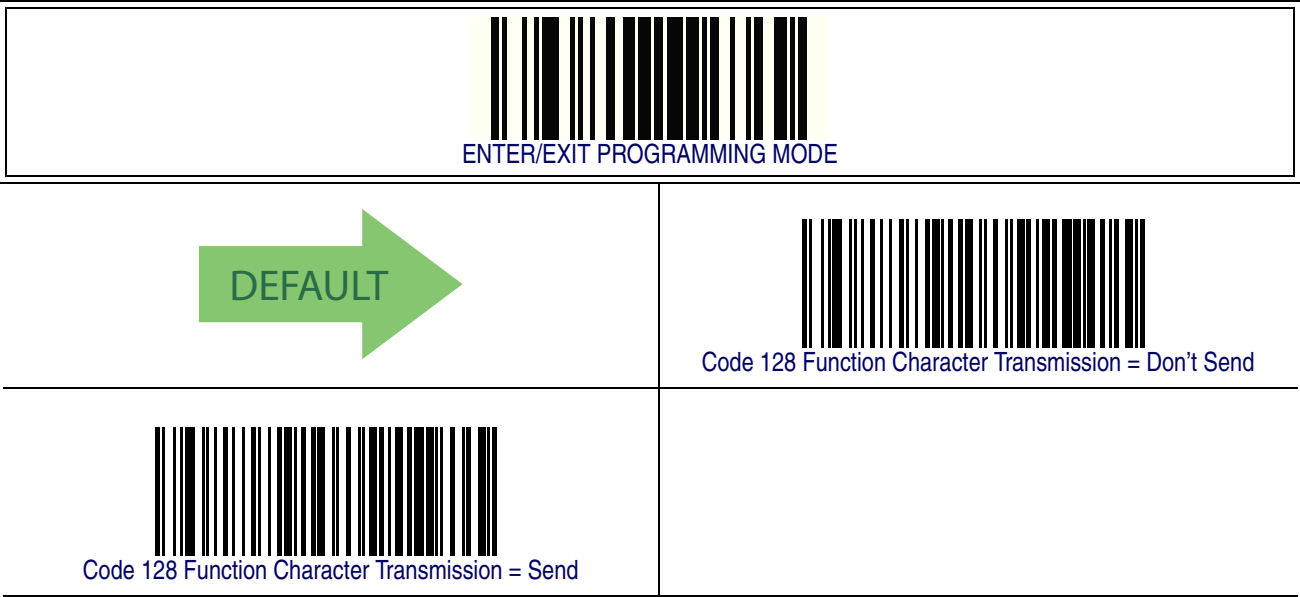 ENTER/EXIT PROGRAMMING MODE
DEFAULT
Code 128 Function Character Transmission = Don’t Send
Code 128 Function Character Transmission = Send